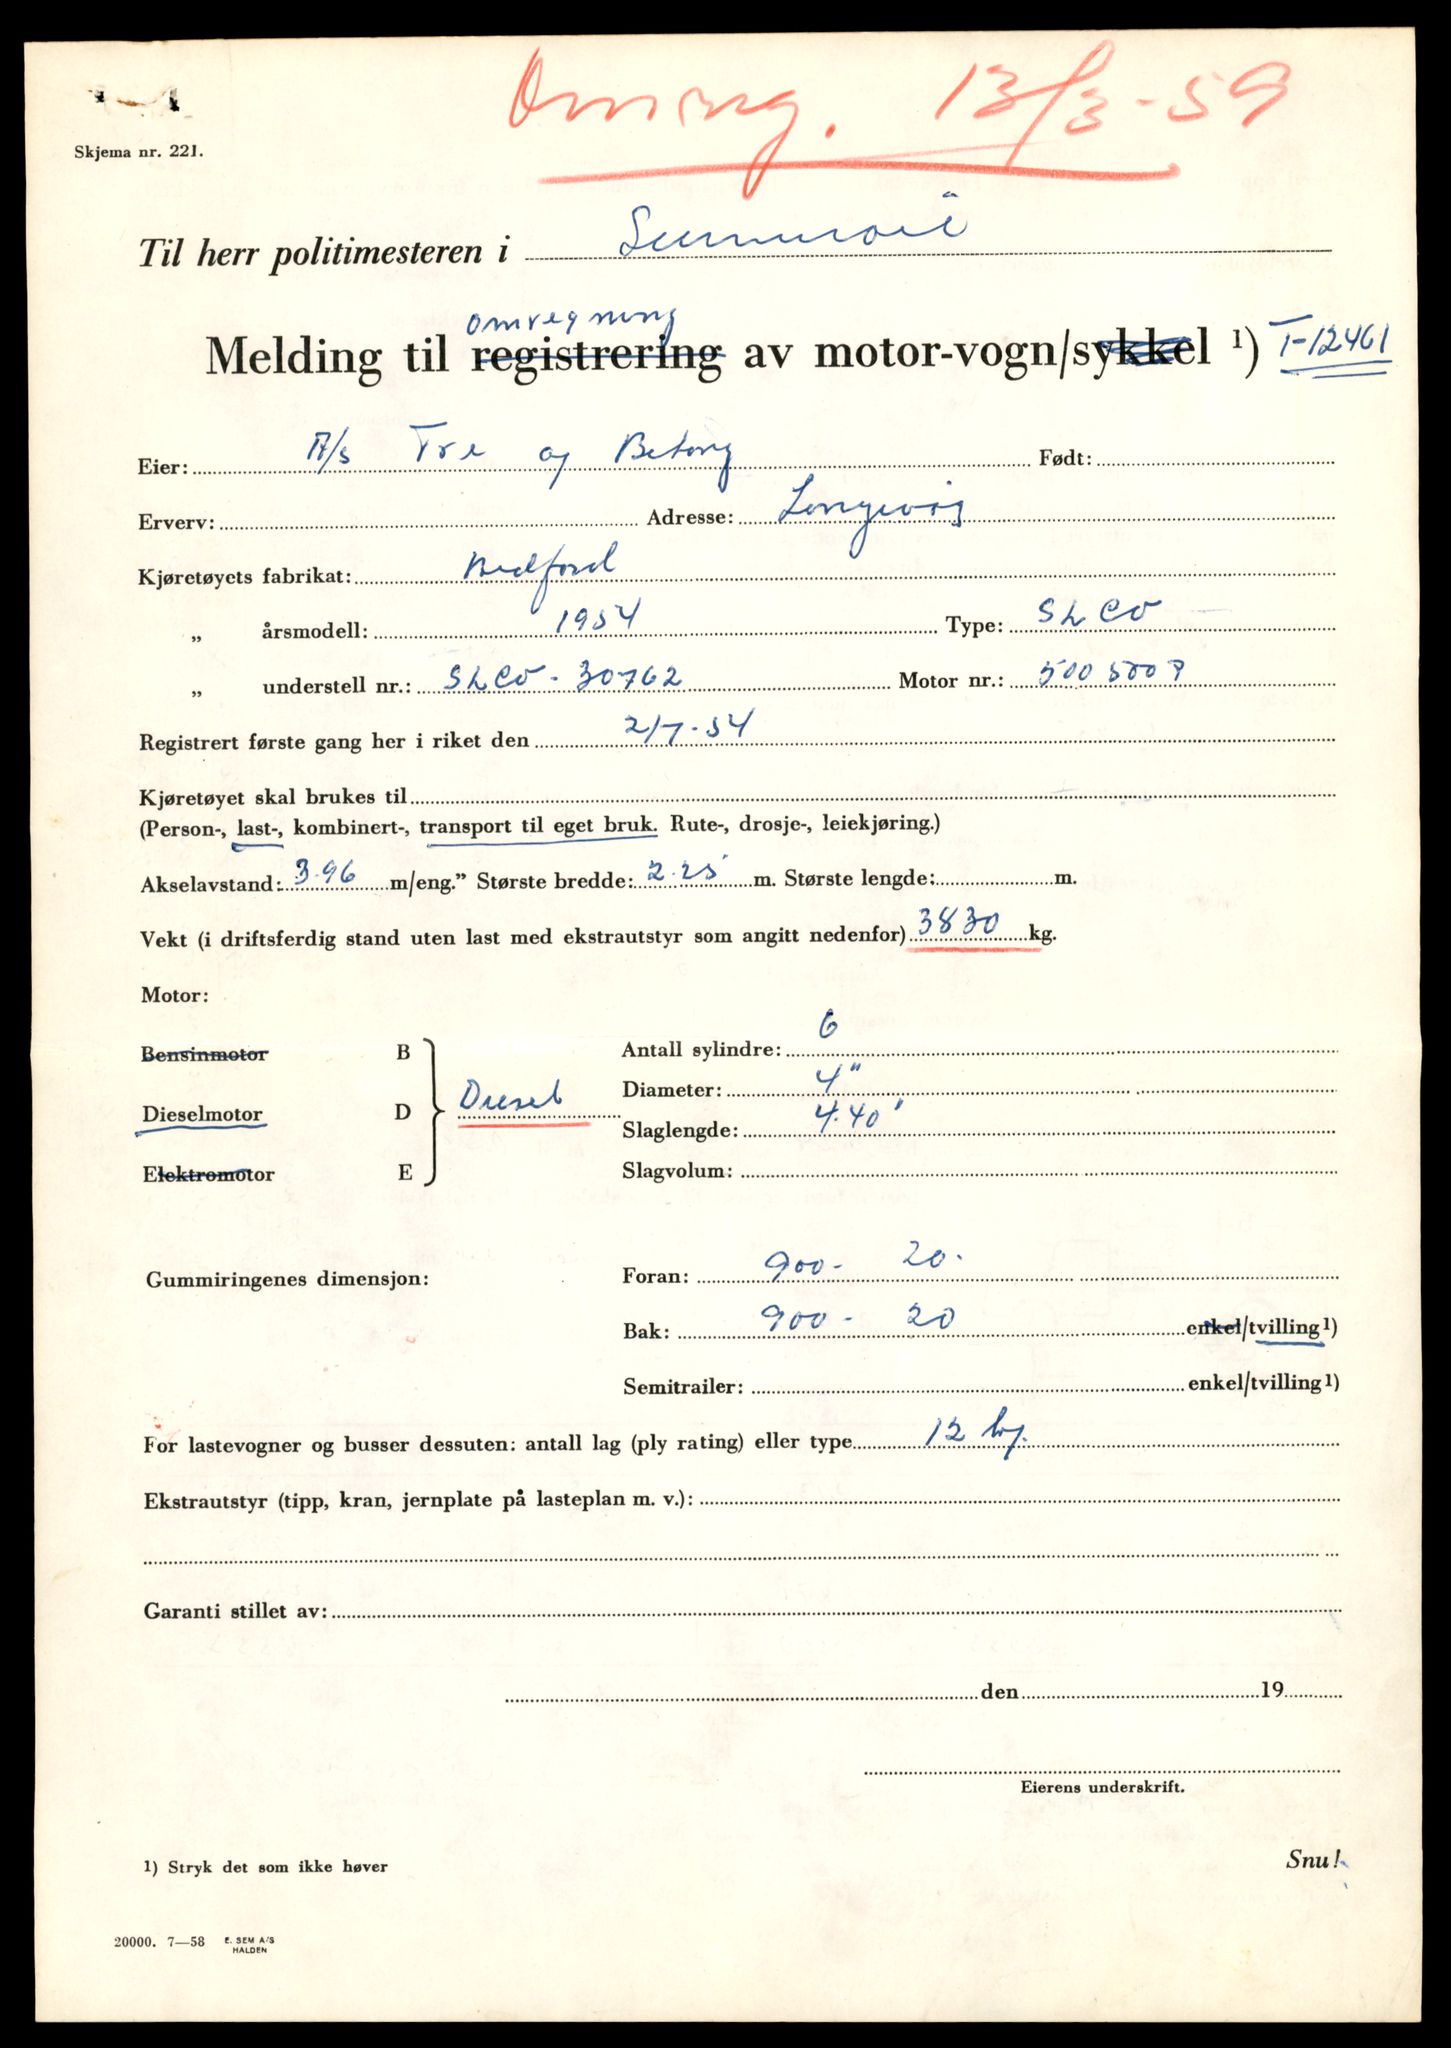 Omreg. 13/3-59
Skjema nr. 221.
Til herr politimesteren i Sunnmøre
omregning
Melding til registrering av motor-vogn/sykkel 1) T-12461
Eier: A/s Tre og Betong Født:
Erverv: Adresse: Langevåg
Kjøretøyets fabrikat: Bedford
„ årsmodell: 1954 Type: SLCO
„ understell nr.: SLCO - 30762 Motor nr.:
Registrert første gang her i riket den 2/7-54
Kjøretøyet skal brukes til
(Person-, last-, kombinert-, transport til eget bruk. Rute-, drosje-, leiekjøring.)
Akselavstand: 3.96 m/eng.” Største bredde: 2.25 m. Største lengde: m.
Vekt (i driftsferdig stand uten last med ekstrautstyr som angitt nedenfor) 3830 kg.
Motor:
Bensinmotor B
Dieselmotor D Diesel
Elektromotor E
Antall sylindre: 6
Diameter: 4"
Slaglengde: 4.40"
Slagvolum:
Gummiringenes dimensjon: Foran: 900- 20.
Bak: 900- 20 enkel/tvilling1)
Semitrailer: enkel/tvilling1)
For lastevogner og busser dessuten: antall lag (ply rating) eller type 12
Ekstrautstyr (tipp, kran, jernplate på lasteplan m. v.):
Garanti stillet av:
den 19
Eierens underskrift.
1) Stryk det som ikke høver
Snu!
20000. 7—58 E. SEM A/S
HALDEN